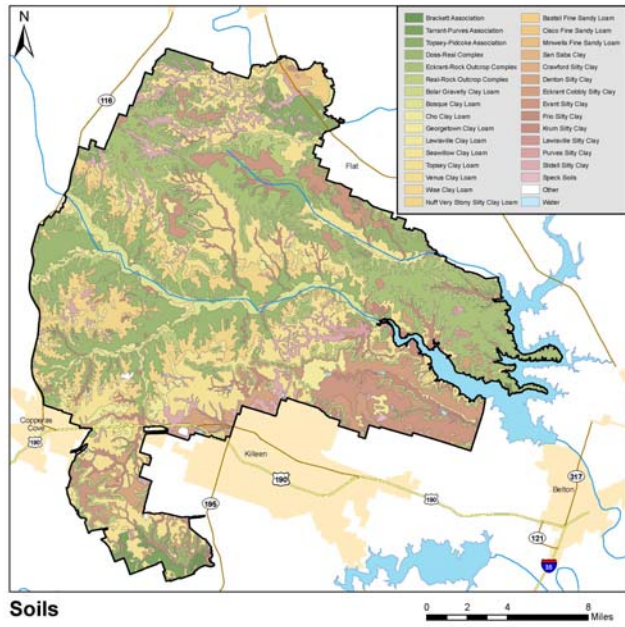 N
Brackett Association
Tarrant-Purves Association
Topsey-Pidcoke Association
Doss-Real Complex
Eckrant-Rock Outcrop Complex
Real-Rock Outcrop Complex
Bolar Gravelly Clay Loam
Bosque Clay Loam
Cho Clay Loam
Georgetown Clay Loam
Lewisville Clay Loam
Seawillow Clay Loam
Topsey Clay Loam
Venus Clay Loam
Wise Clay Loam
Nuff Very Stony Silty Clay Loam
Bastsil Fine Sandy Loam
Cisco Fine Sandy Loam
Minwells Fine Sandy Loam
San Saba Clay
Crawford Silty Clay
Denton Silty Clay
Eckrant Cobbly Silty Clay
Evant Silty Clay
Frio Silty Clay
Krum Silty Clay
Lewisville Silty Clay
Purves Silty Clay
Slidell Silty Clay
Speck Soils
Other
Water
116
Flat
Copperas
Cove
190
Killeen
190
195
190
Belton
317
121
35
Soils
0 2 4 8
Miles